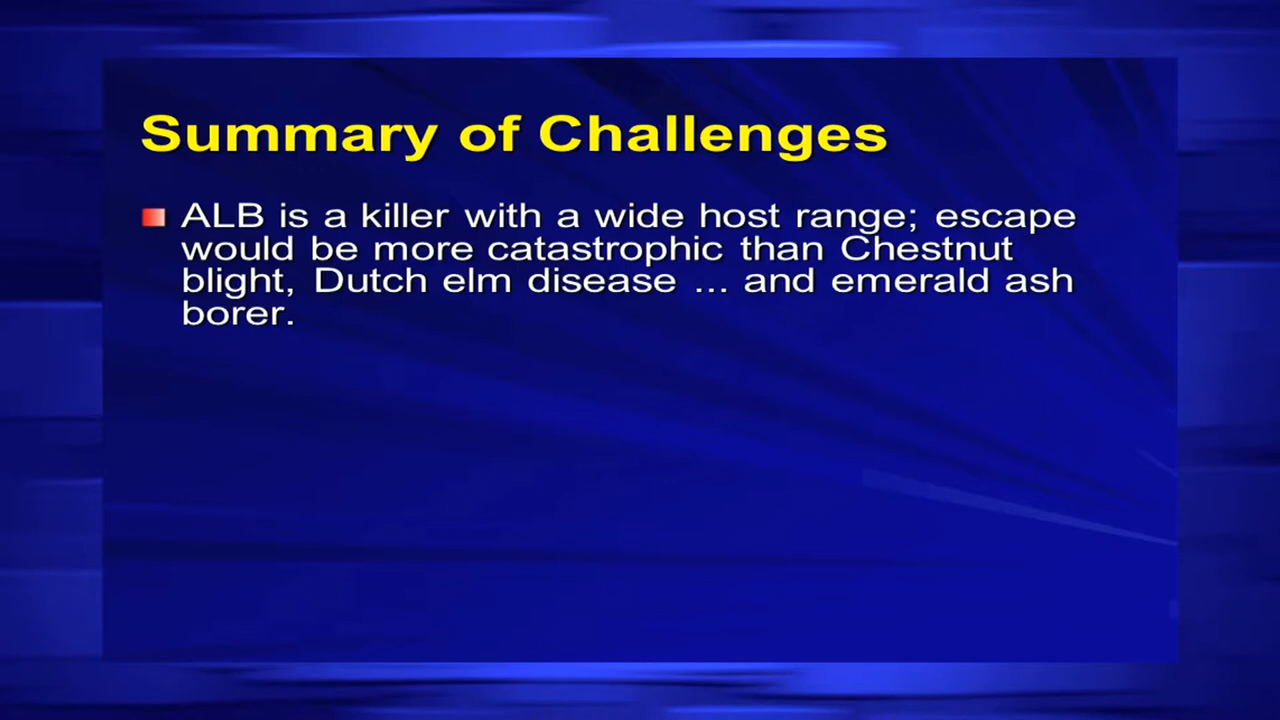 Summary of Challenges
ALB is a killer with a wide host range; escape
would be more catastrophic than Chestnut
blight, Dutch elm disease ... and emerald ash
borer.